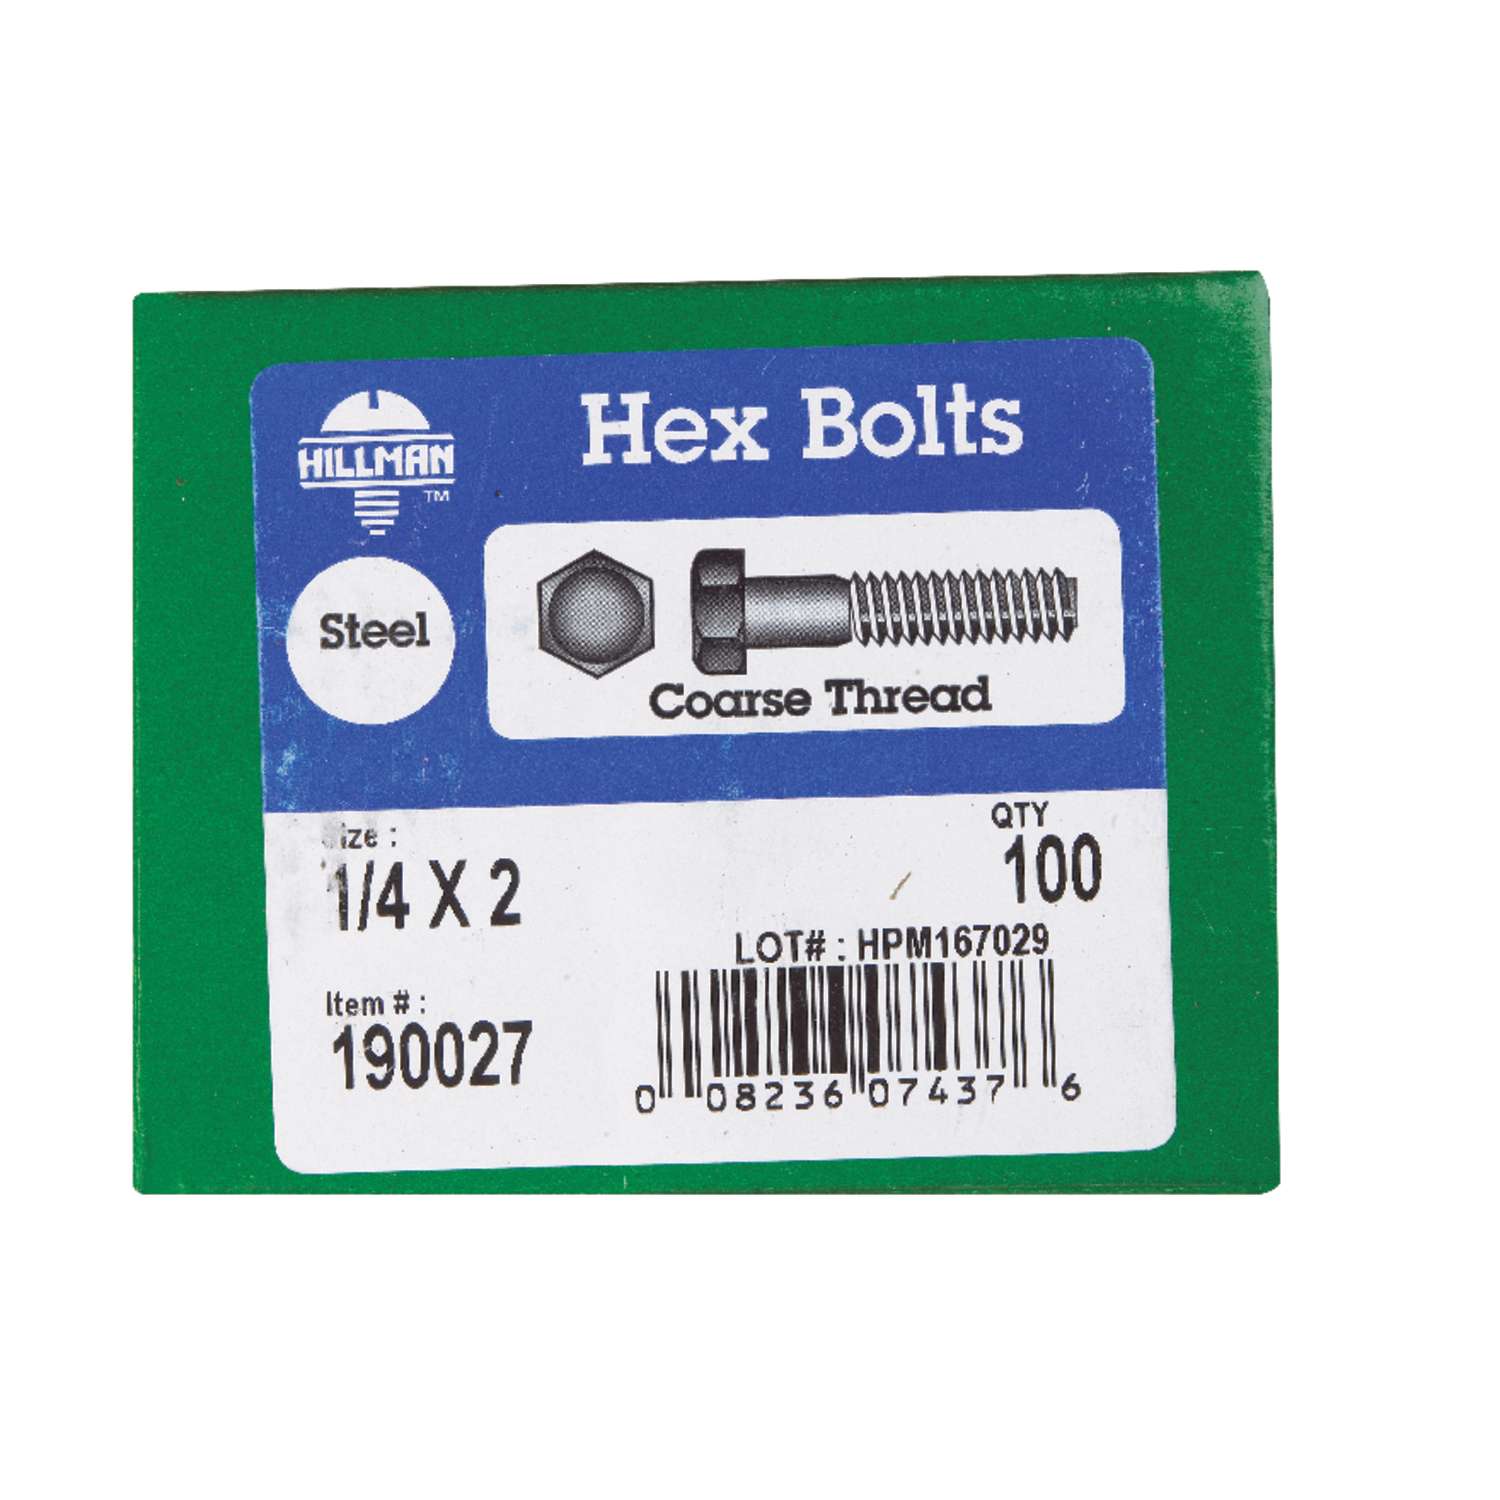 HILLMAN
TM
Hex Bolts
Steel
Coarse Thread
Size :
1/4 X 2
QTY
100
LOT# : HPM167029
Item # :
190027
0 08236 07437 6